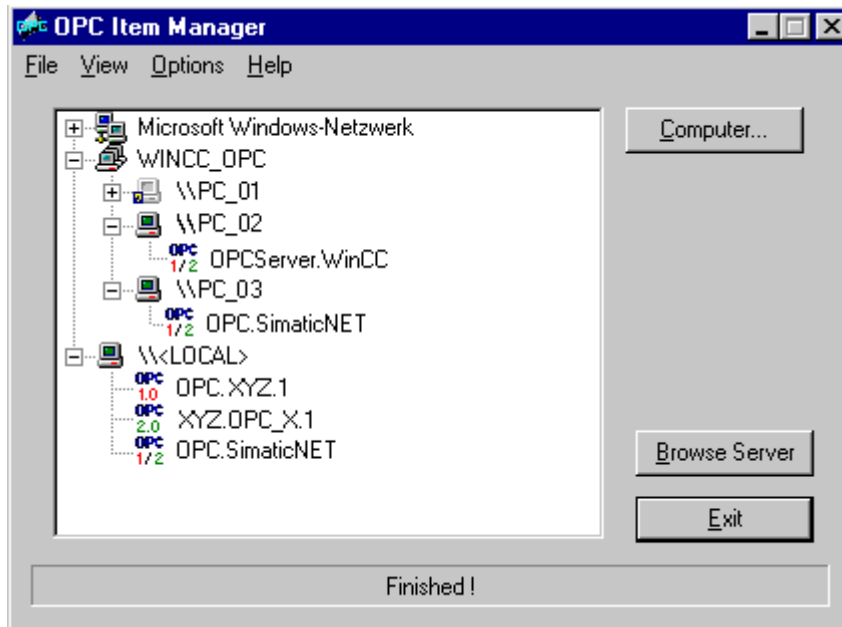 OPC OPC Item Manager
File View Options Help
Microsoft Windows-Netzwerk
Computer...
WINCC_OPC
\\PC_01
\\PC_02
OPC 1/2 OPCServer.WinCC
\\PC_03
OPC 1/2 OPC.SimaticNET
\\<LOCAL>
OPC 1.0 OPC.XYZ.1
OPC 2.0 XYZ.OPC_X.1
OPC 1/2 OPC.SimaticNET
Browse Server
Exit
Finished !